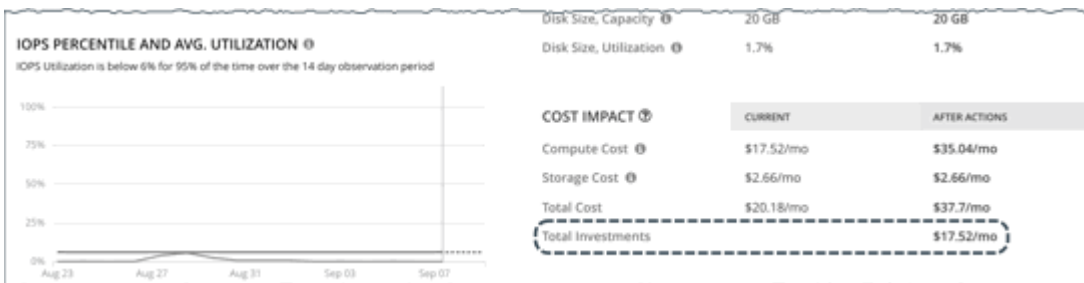 IOPS PERCENTILE AND AVG. UTILIZATION
IOPS Utilization is below 6% for 95% of the time over the 14 day observation period
100%
75%
50%
25%
0%
Aug 23 Aug 27 Aug 31 Sep 03 Sep 07
Disk Size, Capacity 20 GB 20 GB
Disk Size, Utilization 1.7% 1.7%
COST IMPACT CURRENT AFTER ACTIONS
Compute Cost $17.52/mo $35.04/mo
Storage Cost $2.66/mo $2.66/mo
Total Cost $20.18/mo $37.7/mo
Total Investments $17.52/mo